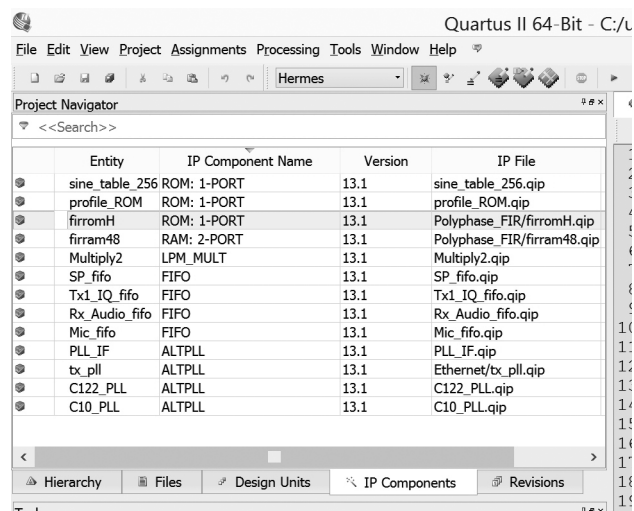 Quartus II 64-Bit - C:/u
File Edit View Project Assignments Processing Tools Window Help
Hermes
Project Navigator
<<Search>>
Entity IP Component Name Version IP File
sine_table_256 ROM: 1-PORT 13.1 sine_table_256.qip
profile_ROM ROM: 1-PORT 13.1 profile_ROM.qip
firromH ROM: 1-PORT 13.1 Polyphase_FIR/firromH.qip
firram48 RAM: 2-PORT 13.1 Polyphase_FIR/firram48.qip
Multiply2 LPM_MULT 13.1 Multiply2.qip
SP_fifo FIFO 13.1 SP_fifo.qip
Tx1_IQ_fifo FIFO 13.1 Tx1_IQ_fifo.qip
Rx_Audio_fifo FIFO 13.1 Rx_Audio_fifo.qip
Mic_fifo FIFO 13.1 Mic_fifo.qip
PLL_IF ALTPLL 13.1 PLL_IF.qip
tx_pll ALTPLL 13.1 Ethernet/tx_pll.qip
C122_PLL ALTPLL 13.1 C122_PLL.qip
C10_PLL ALTPLL 13.1 C10_PLL.qip
Hierarchy Files Design Units IP Components Revisions